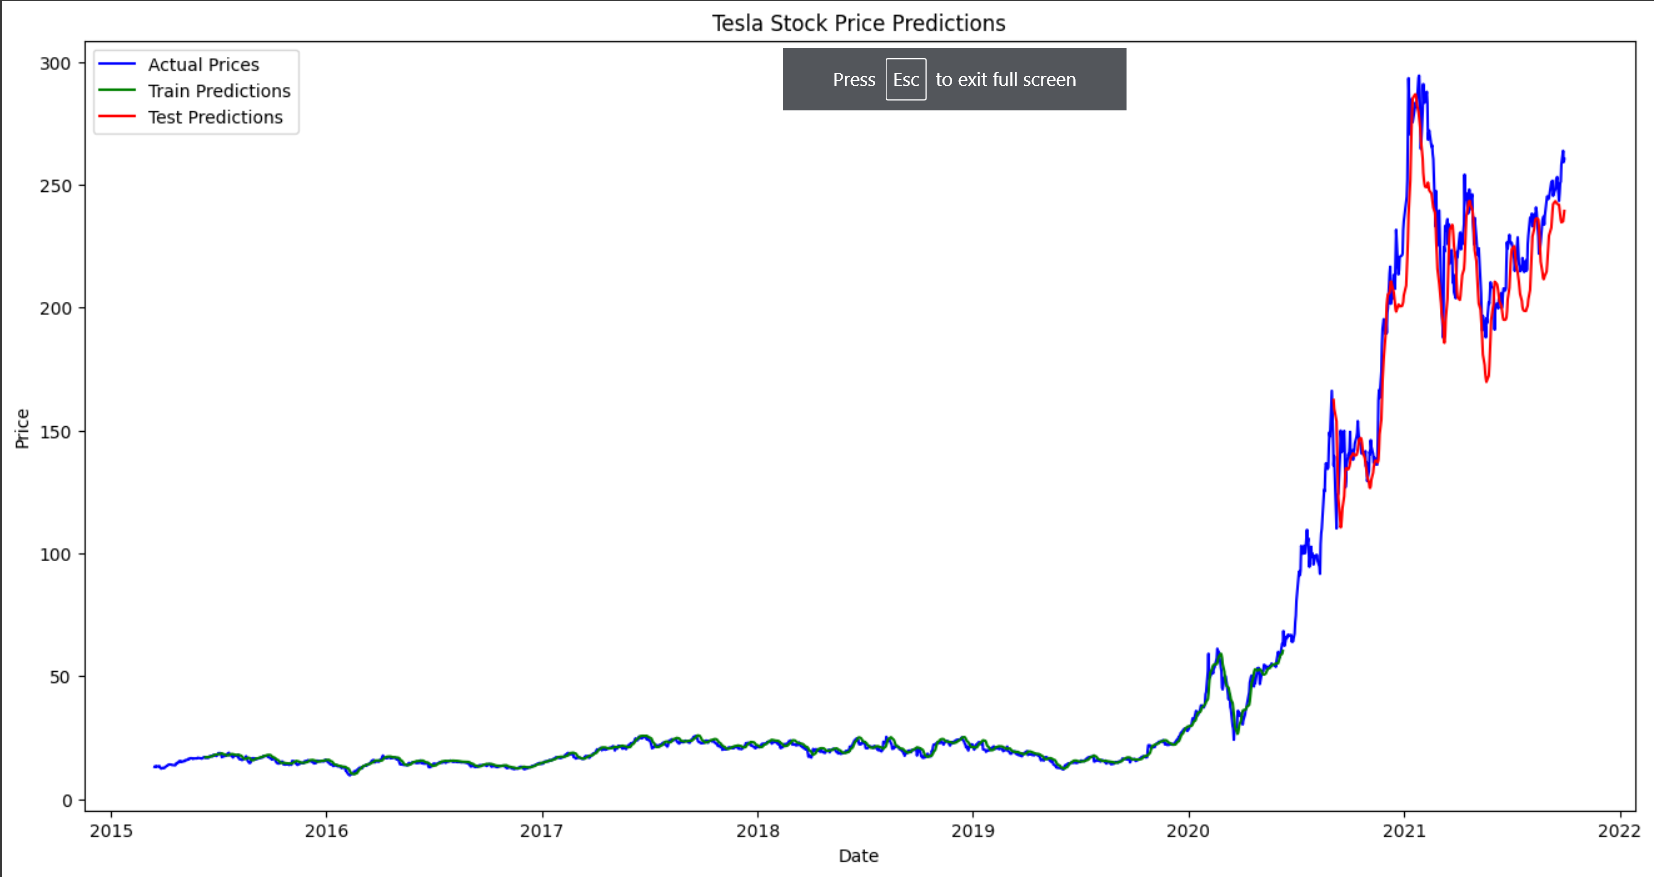 Tesla Stock Price Predictions
Press Esc to exit full screen
Actual Prices
Train Predictions
Test Predictions
300
250
200
150
100
50
0
Price
2015 2016 2017 2018 2019 2020 2021 2022
Date